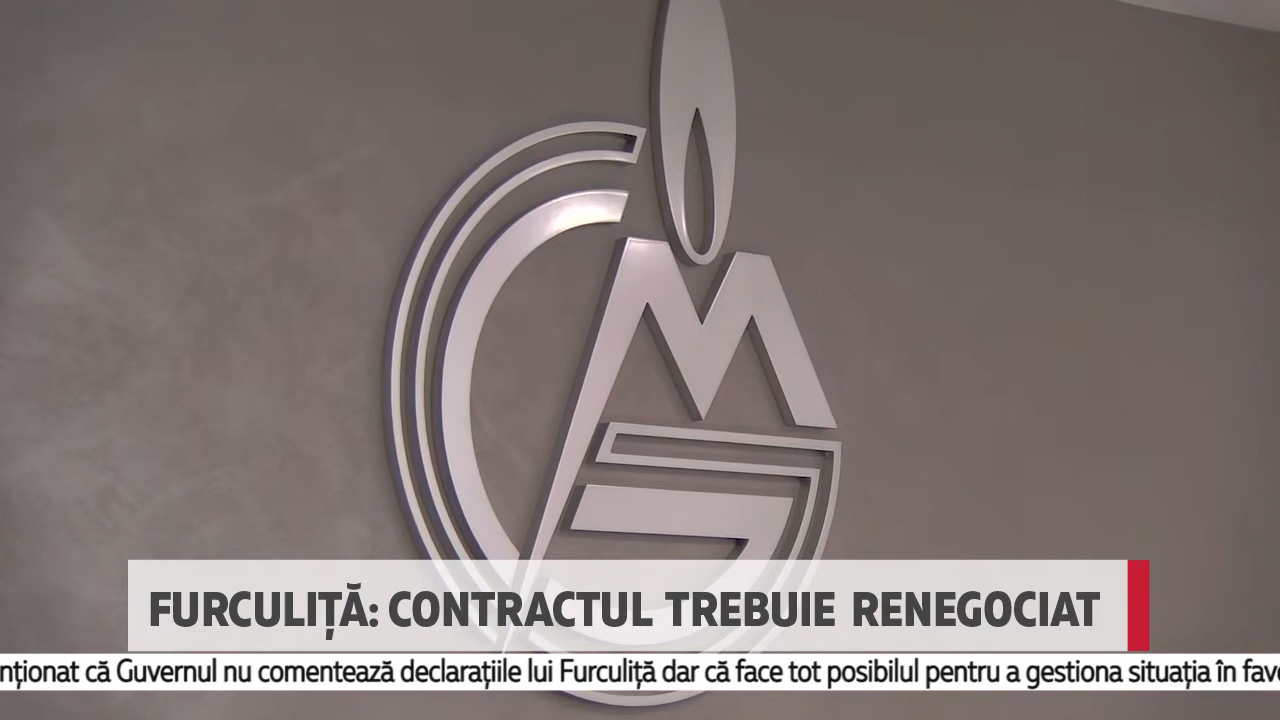 FURCULIȚĂ: CONTRACTUL TREBUIE RENEGOCIAT
nționat că Guvernul nu comentează declarațiile lui Furculiță dar că face tot posibilul pentru a gestiona situația în favo